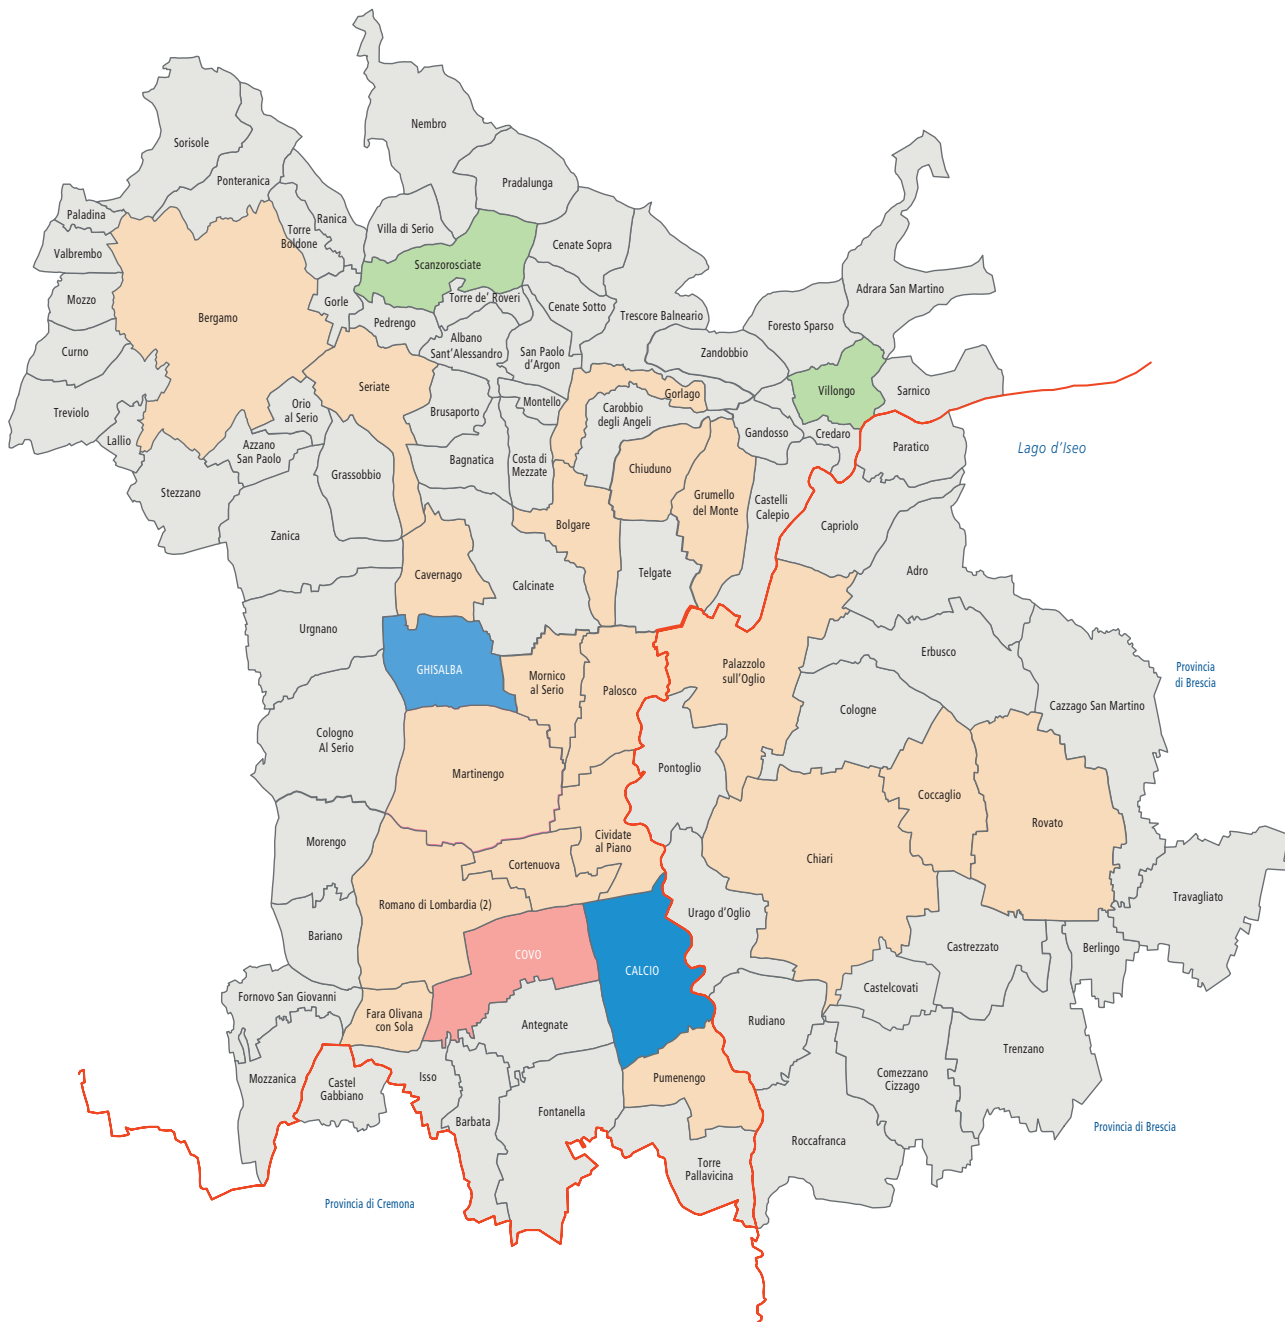 Nembro
Sorisole
Ponteranica
Pradalunga
Paladina
Ranica
Torre
Boldone
Villa di Serio
Valbrembo
Cenate Sopra
Scanzorosciate
Adrara San Martino
Mozzo
Gorle
Torre de’ Roveri
Cenate Sotto
Bergamo
Pedrengo
Trescore Balneario
Foresto Sparso
Curno
Albano
Sant’Alessandro
San Paolo
d’Argon
Zandobbio
Seriate
Villongo
Sarnico
Gorlago
Treviolo
Orio
al Serio
Brusaporto
Montello
Carobbio
degli Angeli
Gandosso
Credaro
Lallio
Azzano
San Paolo
Paratico
Lago d’Iseo
Bagnatica
Costa di
Mezzate
Grassobbio
Chiuduno
Stezzano
Grumello
del Monte
Castelli
Calepio
Zanica
Bolgare
Capriolo
Cavernago
Calcinate
Telgate
Adro
Urgnano
GHISALBA
Erbusco
Mornico
al Serio
Palosco
Palazzolo
sull’Oglio
Provincia
di Brescia
Cologne
Cazzago San Martino
Cologno
Al Serio
Martinengo
Pontoglio
Coccaglio
Rovato
Morengo
Cividate
al Piano
Cortenuova
Chiari
Travagliato
Romano di Lombardia (2)
Urago d’Oglio
Bariano
Castrezzato
Berlingo
COVO
CALCIO
Castelcovati
Fornovo San Giovanni
Fara Olivana
con Sola
Antegnate
Rudiano
Trenzano
Mozzanica
Castel
Gabbiano
Isso
Pumenengo
Comezzano
Cizzago
Barbata
Fontanella
Roccafranca
Provincia di Brescia
Torre
Pallavicina
Provincia di Cremona